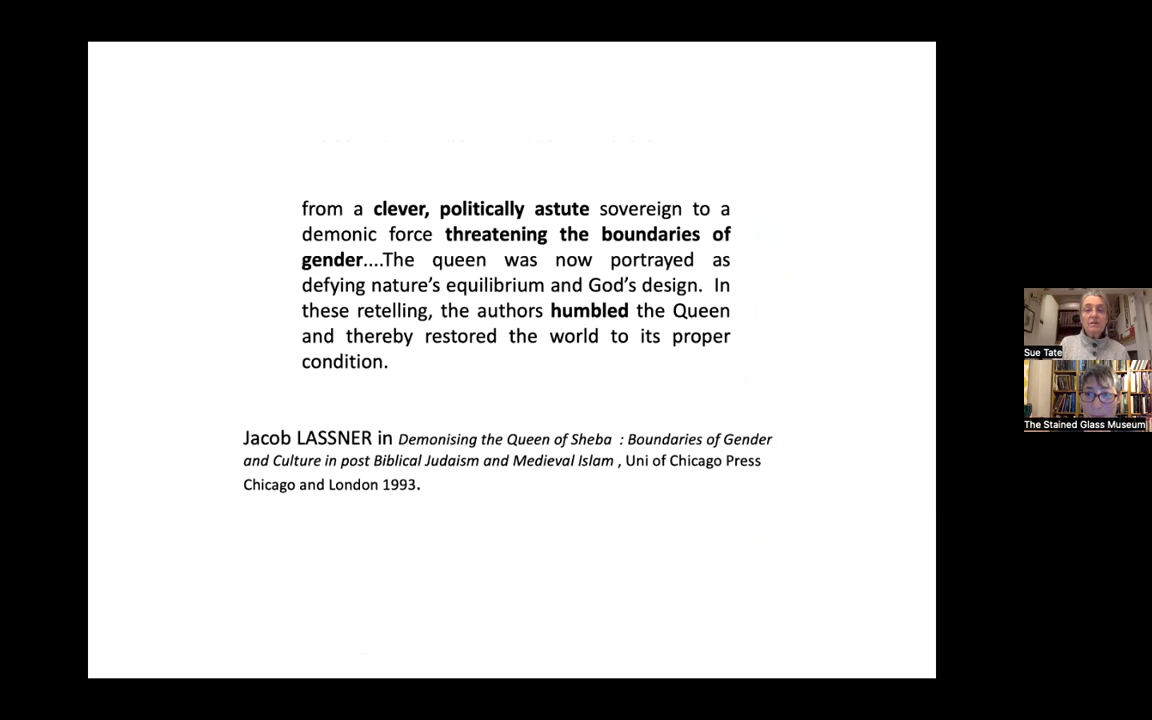 from a clever, politically astute sovereign to a
demonic force threatening the boundaries of
gender....The queen was now portrayed as
defying nature's equilibrium and God's design. In
these retelling, the authors humbled the Queen
and thereby restored the world to its proper
condition.
Jacob LASSNER in Demonising the Queen of Sheba : Boundaries of Gender
and Culture in post Biblical Judaism and Medieval Islam , Uni of Chicago Press
Chicago and London 1993.
Sue Tate
The Stained Glass Museum